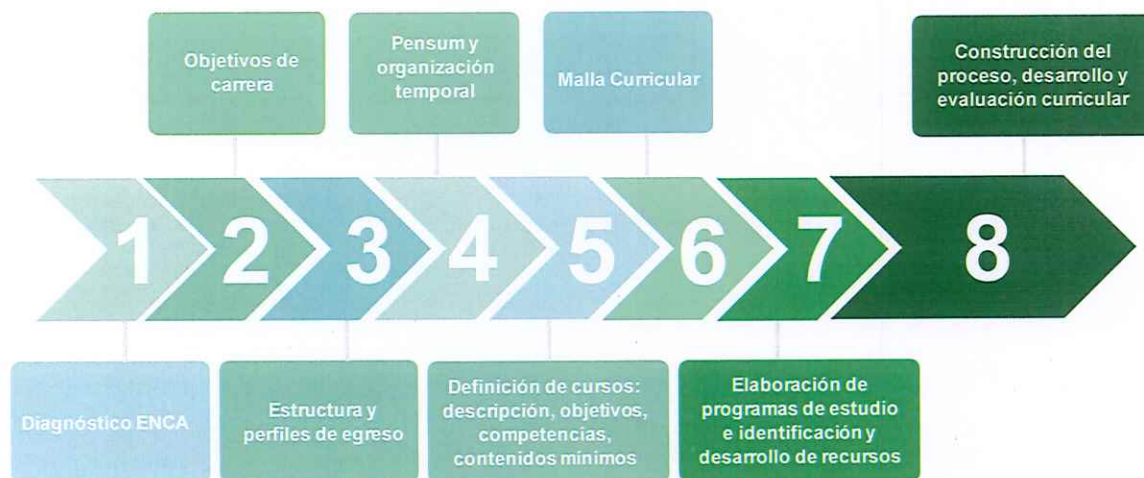 Objetivos de
carrera
Pensum y
organización
temporal
Malla Curricular
Construcción del
proceso, desarrollo y
evaluación curricular
1
2
3
4
5
6
7
8
Diagnóstico ENCA
Estructura y
perfiles de egreso
Definición de cursos:
descripción, objetivos,
competencias,
contenidos mínimos
Elaboración de
programas de estudio
e identificación y
desarrollo de recursos